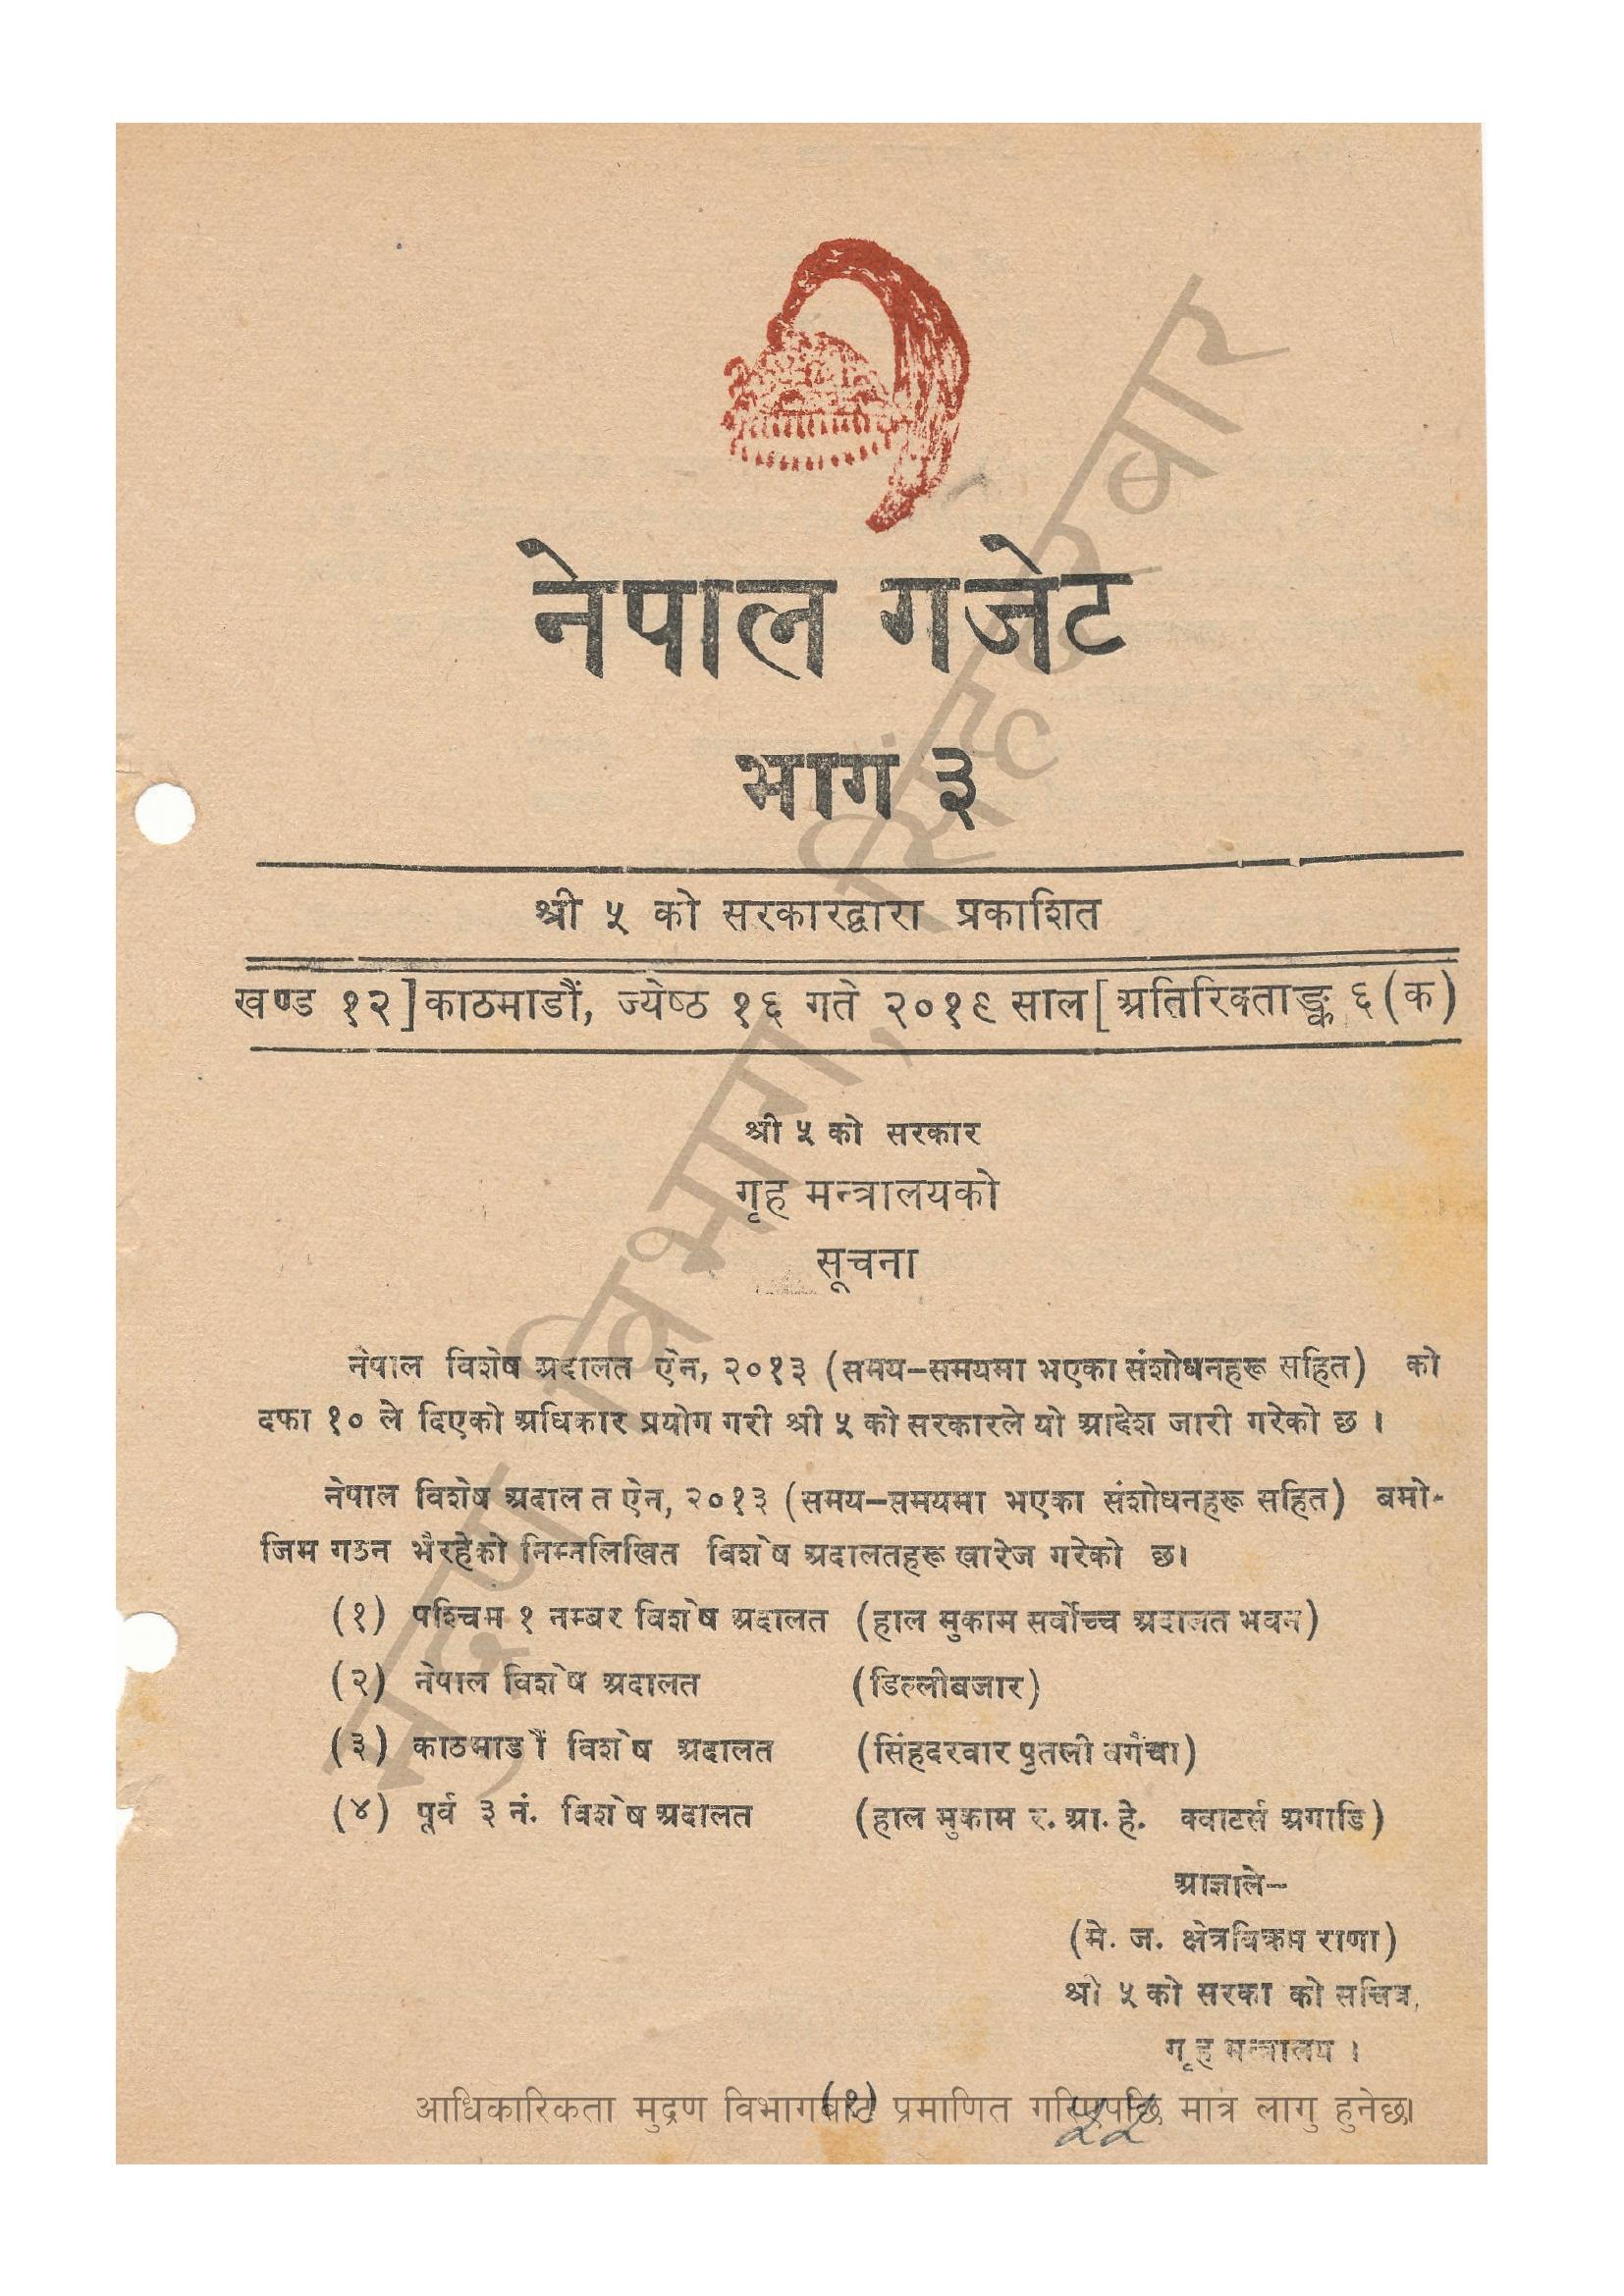 नेपाल गजेट
भाग ३
श्री ५ को सरकारद्वारा प्रकाशित
खण्ड १२] काठमाडौं, ज्येष्ठ १६ गते २०१९ साल [अतिरिक्ताङ्क ६(क)
श्री ५ को सरकार
गृह मन्त्रालयको
सूचना
नेपाल विशेष अदालत ऐन, २०१३ (समय–समयमा भएका संशोधनहरू सहित) को
दफा १० ले दिएको अधिकार प्रयोग गरी श्री ५ को सरकारले यो आदेश जारी गरेको छ ।
नेपाल विशेष अदालत ऐन, २०१३ (समय–समयमा भएका संशोधनहरू सहित) बमो-
जिम गठन भैरहेको निम्नलिखित विशेष अदालतहरू खारेज गरेको छ।
(१) पश्चिम १ नम्बर विशेष अदालत (हाल मुकाम सर्वोच्च अदालत भवन)
(२) नेपाल विशेष अदालत (डिल्लीबजार)
(३) काठमाडौं विशेष अदालत (सिंहदरवार पुतली वगैंचा)
(४) पूर्व ३ नं. विशेष अदालत (हाल मुकाम र. आ. हे. क्वाटर्स अगाडि)
आज्ञाले–
(मे. ज. क्षेत्रविक्रम राणा)
श्री ५ को सरका को सचिव,
गृह मन्त्रालय ।
(१)
आधिकारिकता मुद्रण विभागबाट प्रमाणित गरिएपछि मात्र लागु हुनेछ।
मुद्रण विभाग, सिंहदरबार